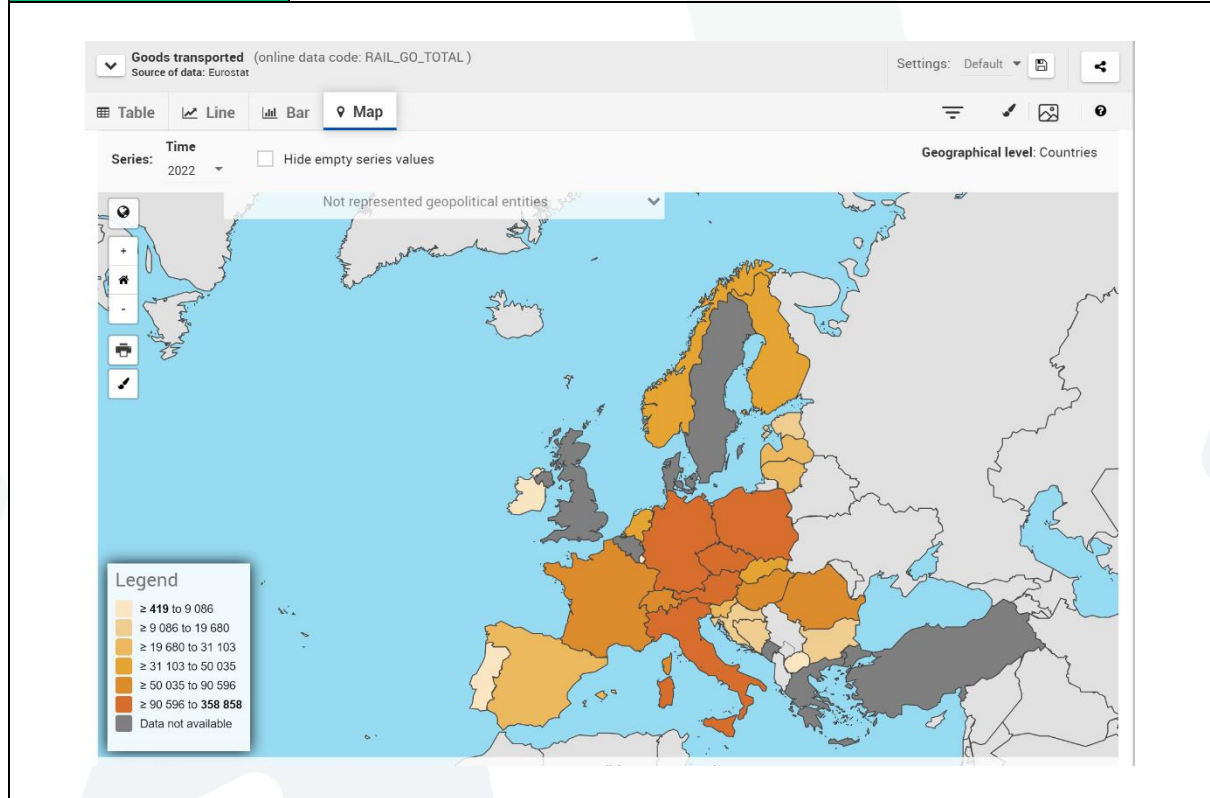 Goods transported (online data code: RAIL_GO_TOTAL )
Source of data: Eurostat
Settings: Default
Table Line Bar Map
Series: Time
2022
Hide empty series values
Geographical level: Countries
Not represented geopolitical entities
+
-
Legend
≥ 419 to 9 086
≥ 9 086 to 19 680
≥ 19 680 to 31 103
≥ 31 103 to 50 035
≥ 50 035 to 90 596
≥ 90 596 to 358 858
Data not available